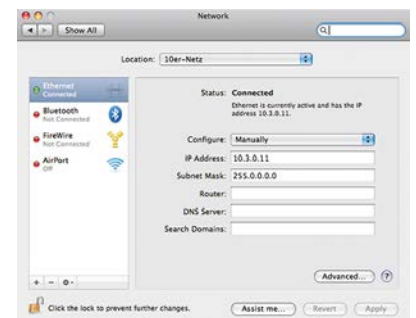 Network
Show All
Location: 10er-Netz
Ethernet
Connected
Bluetooth
Not Connected
FireWire
Not Connected
AirPort
Off
Status: Connected
Ethernet is currently active and has the IP
address 10.3.0.11.
Configure: Manually
IP Address: 10.3.0.11
Subnet Mask: 255.0.0.0
Router:
DNS Server:
Search Domains:
Advanced...
?
Click the lock to prevent further changes.
Assist me...
Revert
Apply